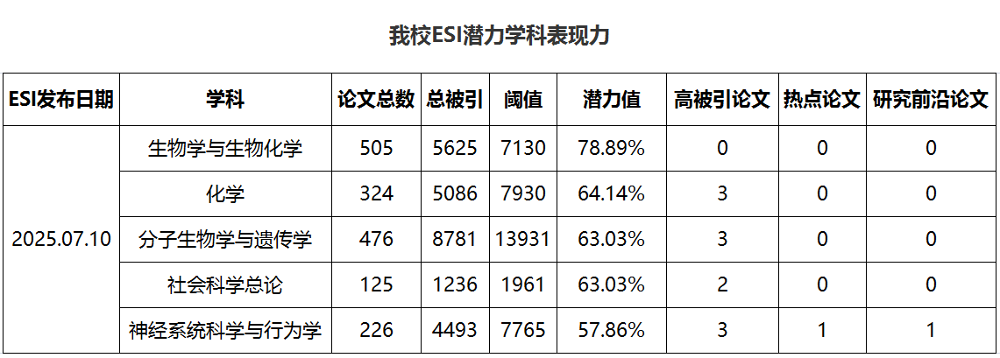 我校ESI潜力学科表现力
ESI发布日期 学科 论文总数 总被引 阈值 潜力值 高被引论文 热点论文 研究前沿论文
生物学与生物化学 505 5625 7130 78.89% 0 0 0
化学 324 5086 7930 64.14% 3 0 0
2025.07.10 分子生物学与遗传学 476 8781 13931 63.03% 3 0 0
社会科学总论 125 1236 1961 63.03% 2 0 0
神经系统科学与行为学 226 4493 7765 57.86% 3 1 1